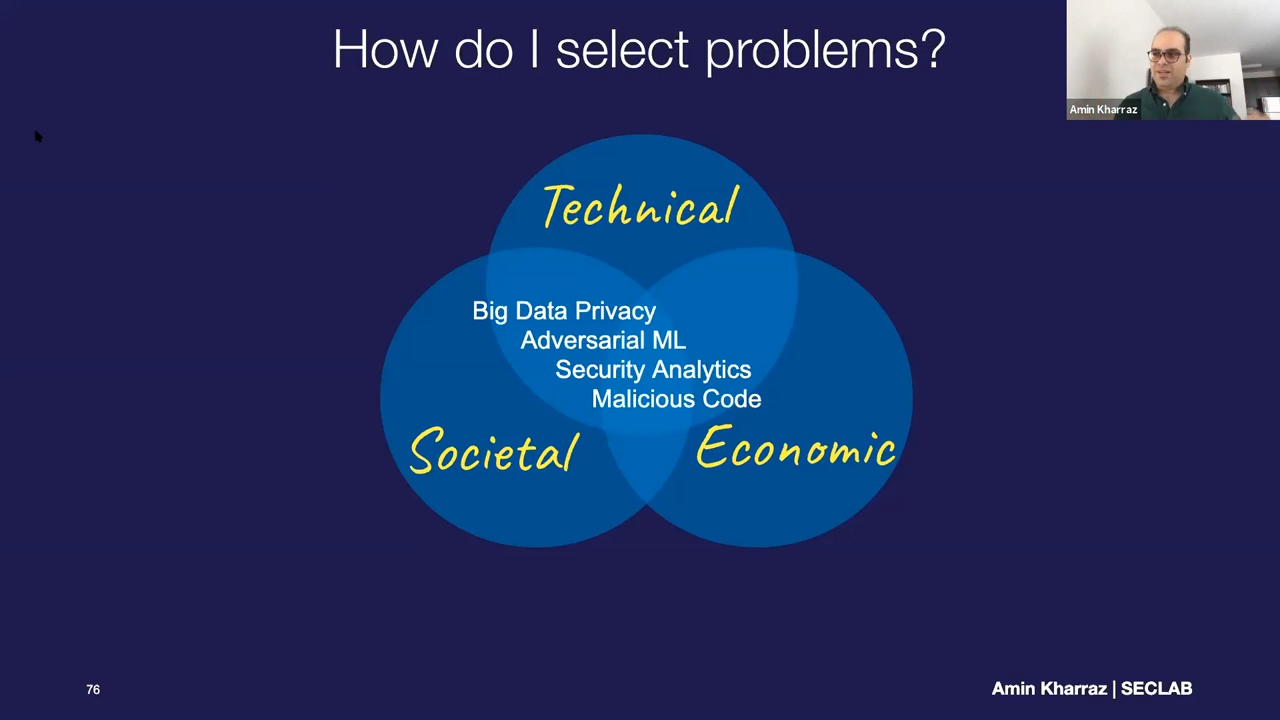 How do I select problems?
Amin Kharraz
Technical
Big Data Privacy
Adversarial ML
Security Analytics
Malicious Code
Societal
Economic
76
Amin Kharraz | SECLAB